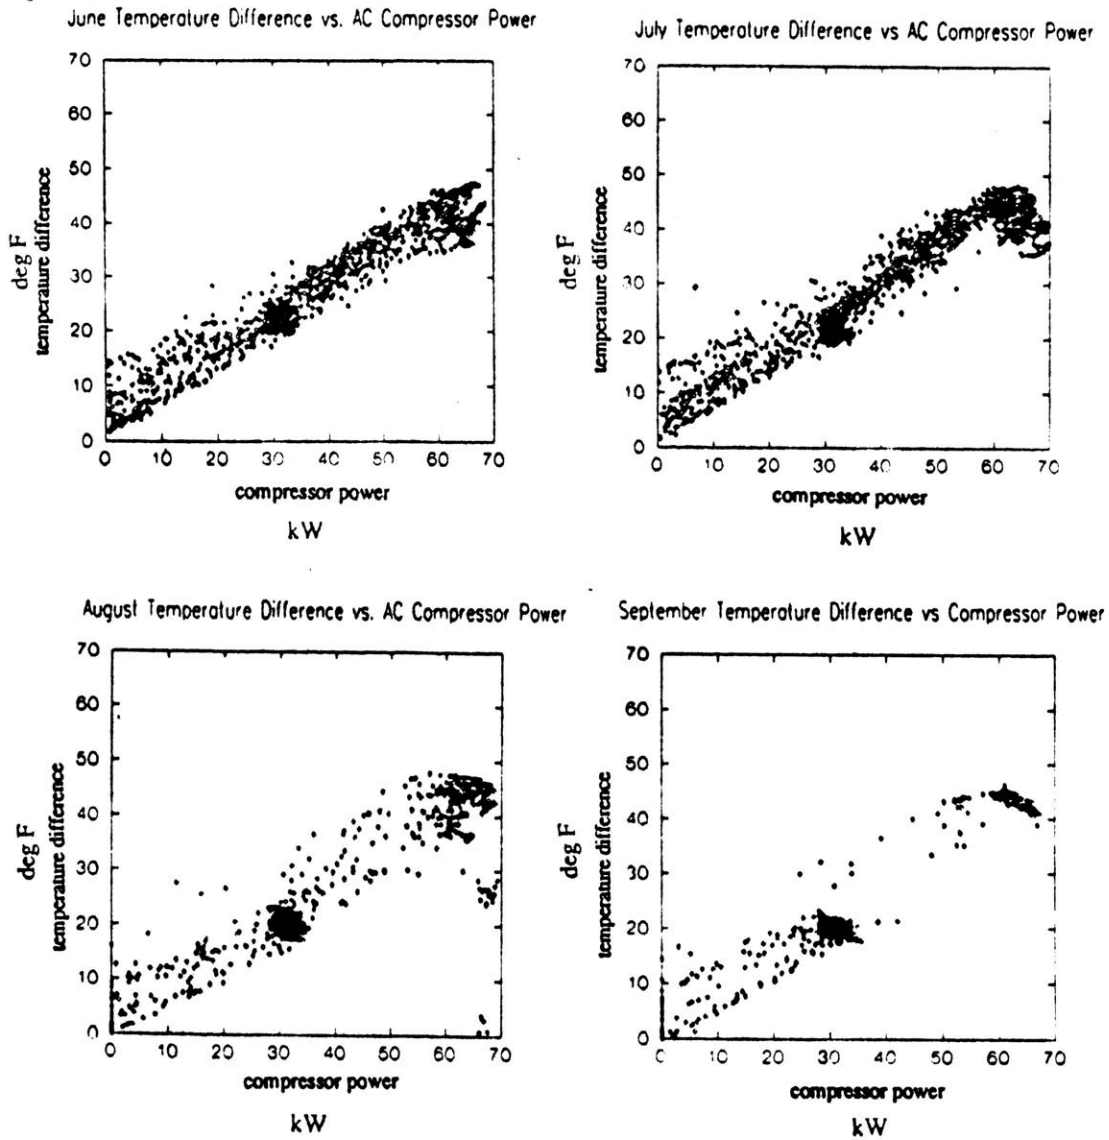 June Temperature Difference vs. AC Compressor Power
70
60
50
40
30
20
10
0
deg F
temperature difference
0 10 20 30 40 50 60 70
compressor power
kW
July Temperature Difference vs AC Compressor Power
70
60
50
40
30
20
10
0
deg F
temperature difference
0 10 20 30 40 50 60 70
compressor power
kW
August Temperature Difference vs. AC Compressor Power
70
60
50
40
30
20
10
0
deg F
temperature difference
0 10 20 30 40 50 60 70
compressor power
kW
September Temperature Difference vs Compressor Power
70
60
50
40
30
20
10
0
deg F
temperature difference
0 10 20 30 40 50 60 70
compressor power
kW